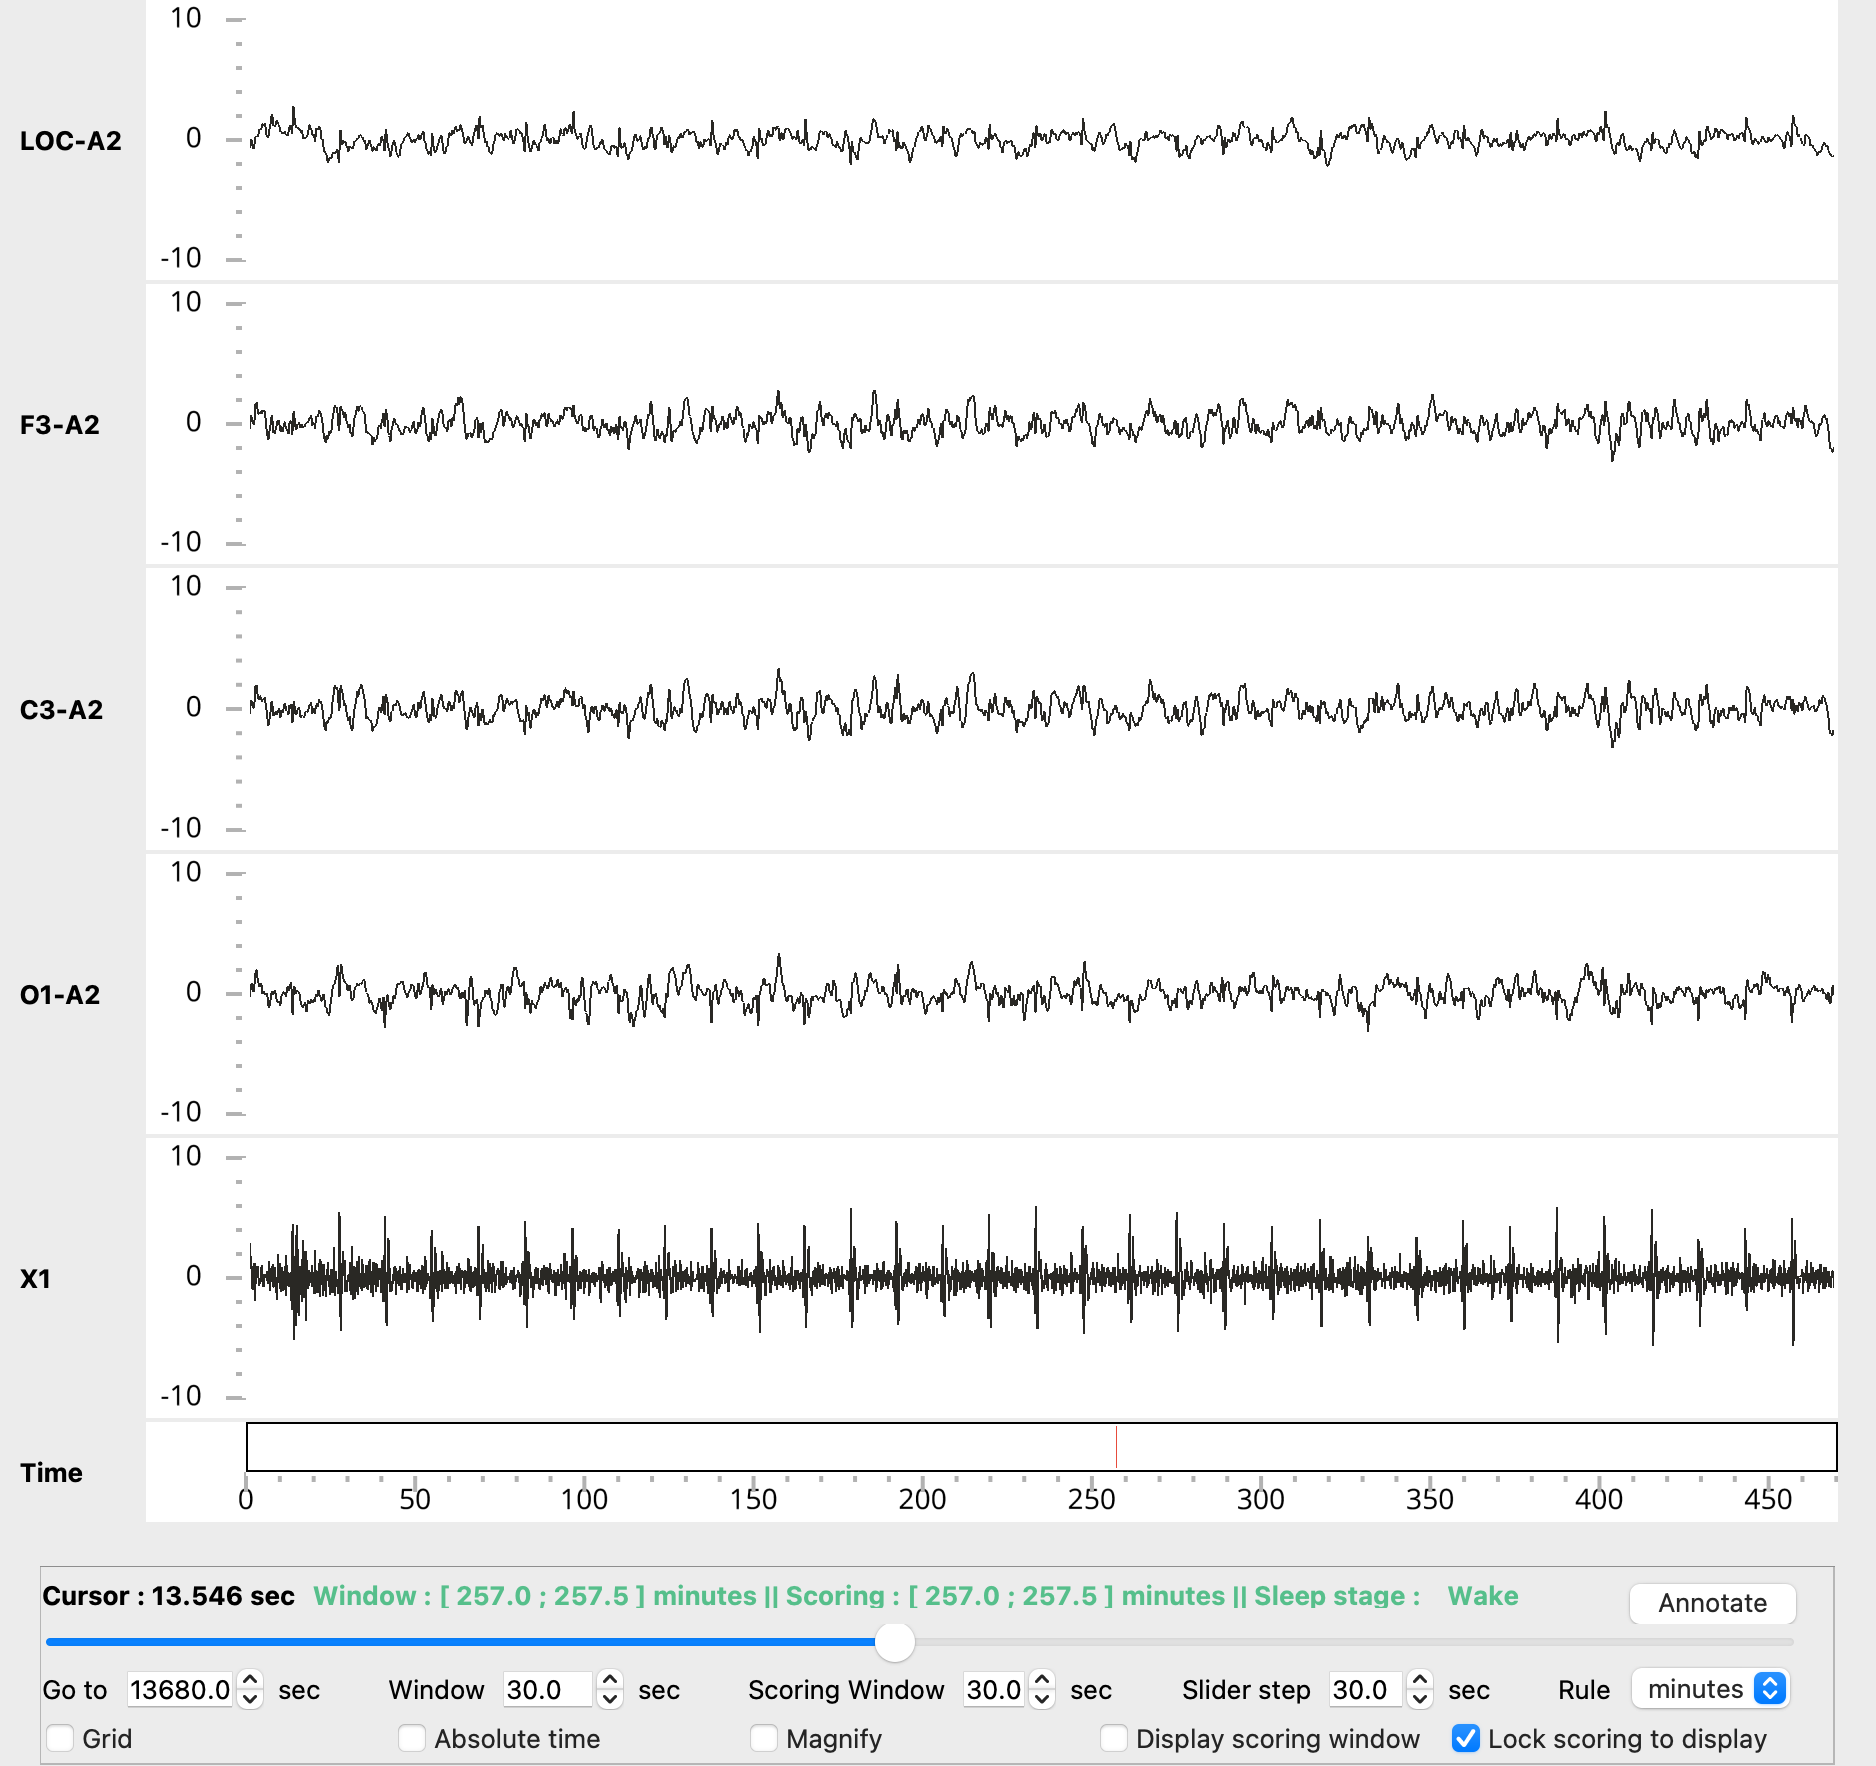 10
LOC-A2 0
-10
10
F3-A2 0
-10
10
C3-A2 0
-10
10
O1-A2 0
-10
10
X1 0
-10
Time
0 50 100 150 200 250 300 350 400 450
Cursor : 13.546 sec Window : [ 257.0 ; 257.5 ] minutes || Scoring : [ 257.0 ; 257.5 ] minutes || Sleep stage : Wake Annotate
Go to 13680.0 sec Window 30.0 sec Scoring Window 30.0 sec Slider step 30.0 sec Rule minutes
Grid Absolute time Magnify Display scoring window Lock scoring to display